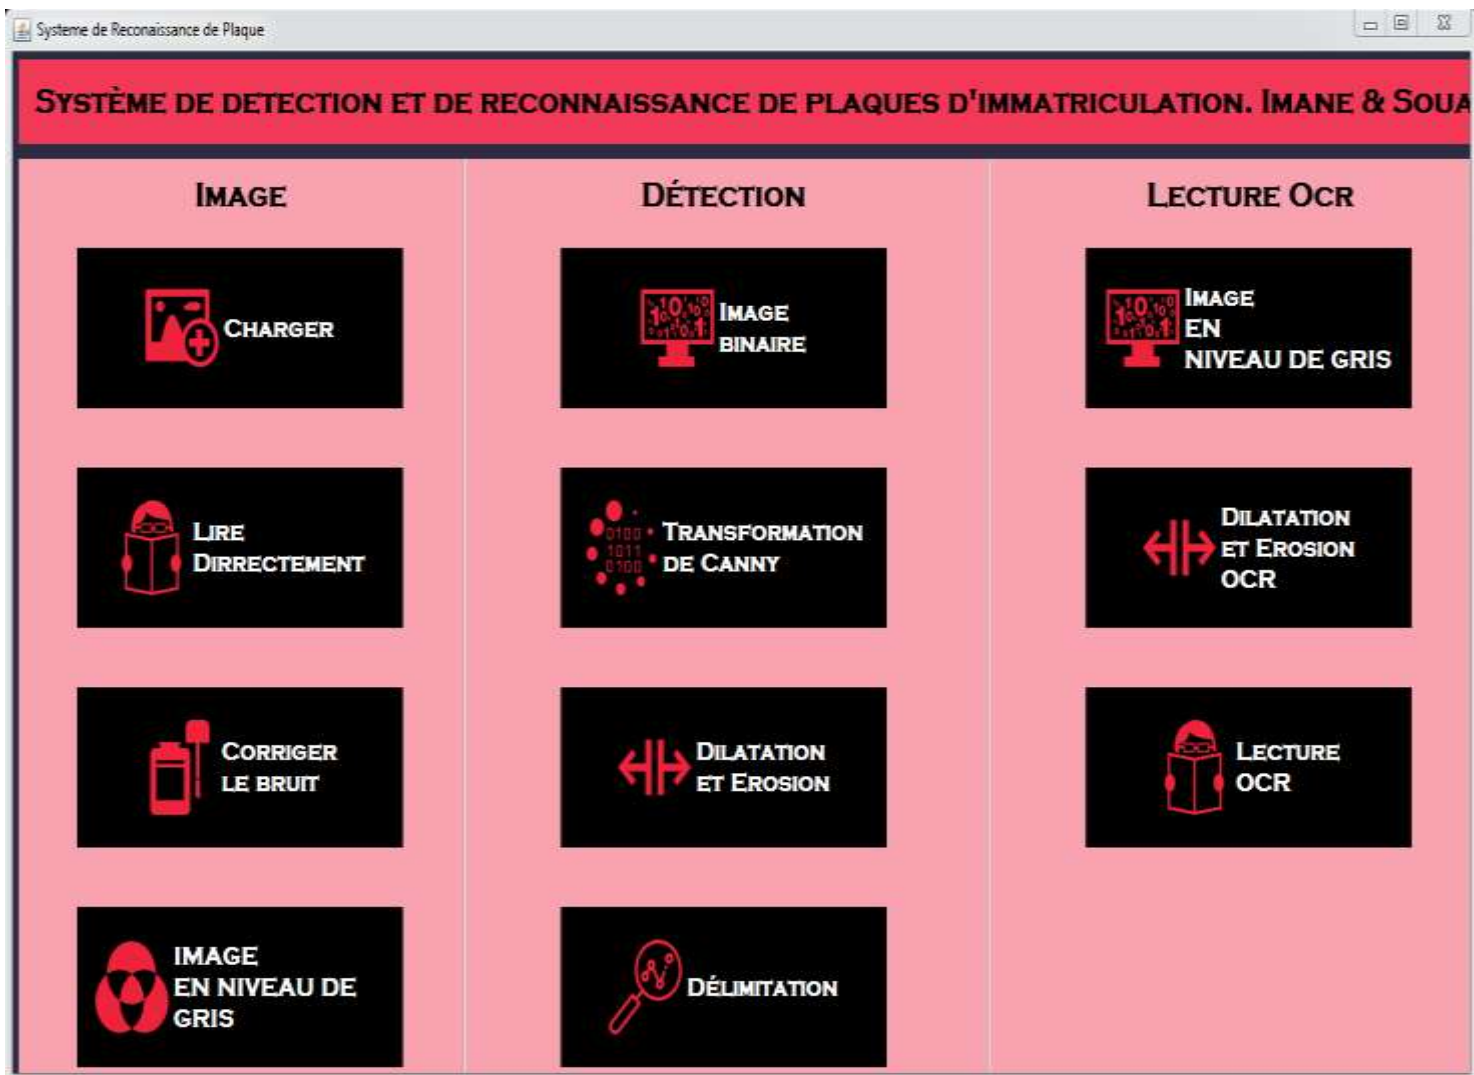 Systeme de Reconaissance de Plaque
Système de detection et de reconnaissance de plaques d'immatriculation. Imane & Soua
Image
Charger
Lire
Dirrectement
Corriger
le bruit
IMAGE
EN NIVEAU DE
GRIS
Détection
Image
binaire
Transformation
de Canny
Dilatation
et Erosion
Délimitation
Lecture Ocr
Image
EN
NIVEAU DE GRIS
Dilatation
et Erosion
OCR
Lecture
OCR